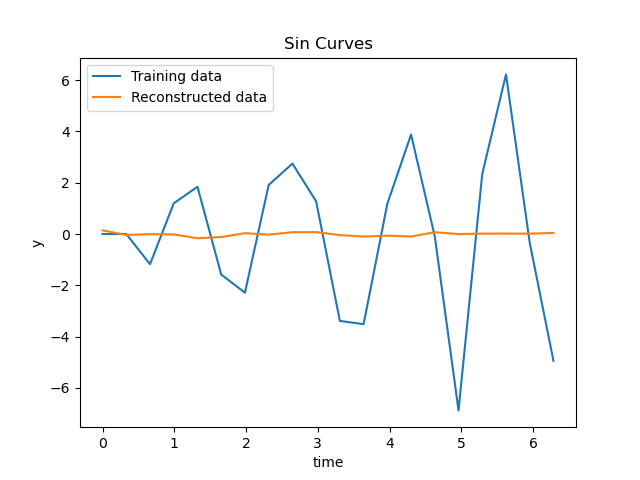 Sin Curves
Training data
Reconstructed data
6
4
2
0
−2
−4
−6
y
0 1 2 3 4 5 6
time